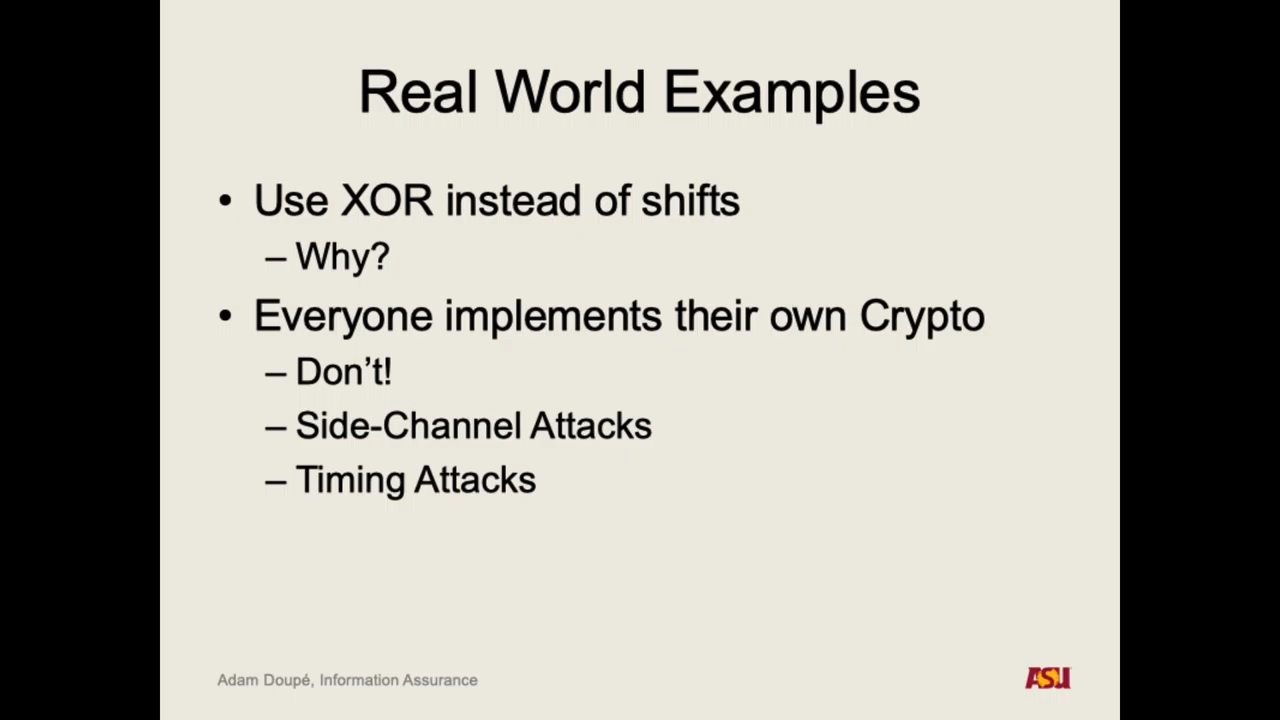 Real World Examples
• Use XOR instead of shifts
– Why?
• Everyone implements their own Crypto
– Don’t!
– Side-Channel Attacks
– Timing Attacks
Adam Doupé, Information Assurance
ASU